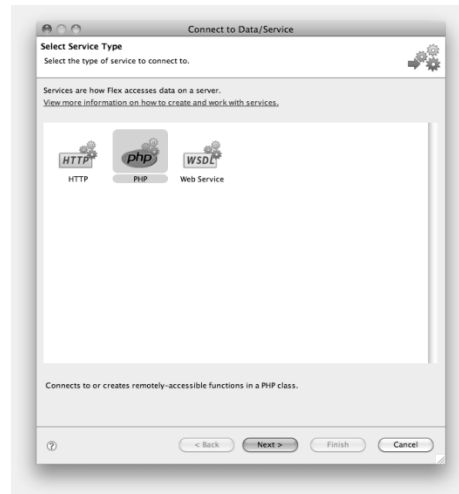 Connect to Data/Service
Select Service Type
Select the type of service to connect to.
Services are how Flex accesses data on a server.
View more information on how to create and work with services.
HTTP php WSDL
HTTP PHP Web Service
Connects to or creates remotely-accessible functions in a PHP class.
? < Back Next > Finish Cancel